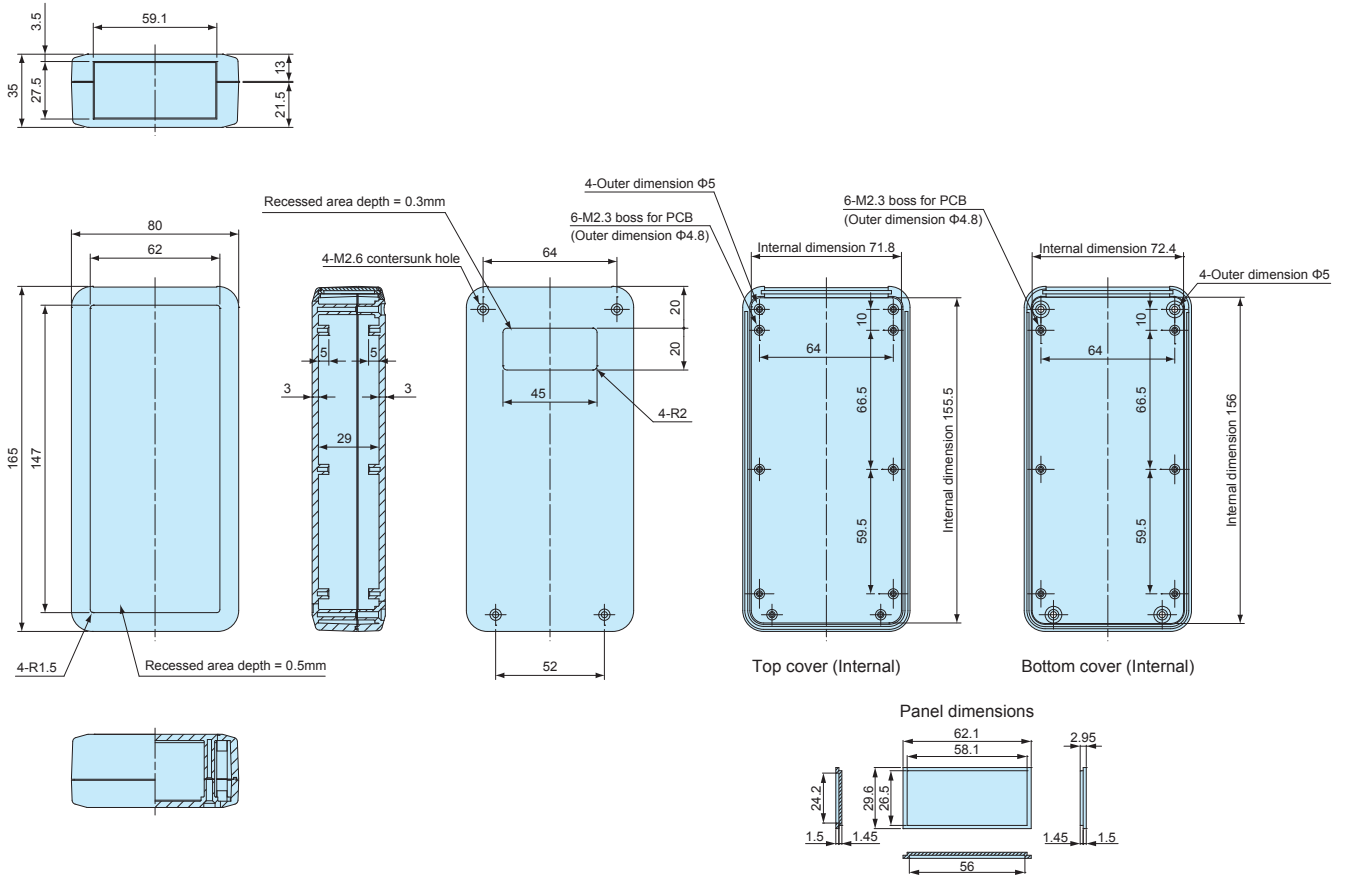 59.1
3.5
35
27.5
13
21.5
4-Outer dimension Φ5
6-M2.3 boss for PCB
(Outer dimension Φ4.8)
6-M2.3 boss for PCB
(Outer dimension Φ4.8)
Recessed area depth = 0.3mm
4-M2.6 contersunk hole
80
62
165
147
4-R1.5
Recessed area depth = 0.5mm
5
5
3
3
29
64
20
20
45
4-R2
52
Internal dimension 71.8
10
64
66.5
59.5
Internal dimension 155.5
Top cover (Internal)
Internal dimension 72.4
4-Outer dimension Φ5
10
64
66.5
59.5
Internal dimension 156
Bottom cover (Internal)
Panel dimensions
62.1
58.1
2.95
24.2
29.6
26.5
1.5
1.45
1.45
1.5
56